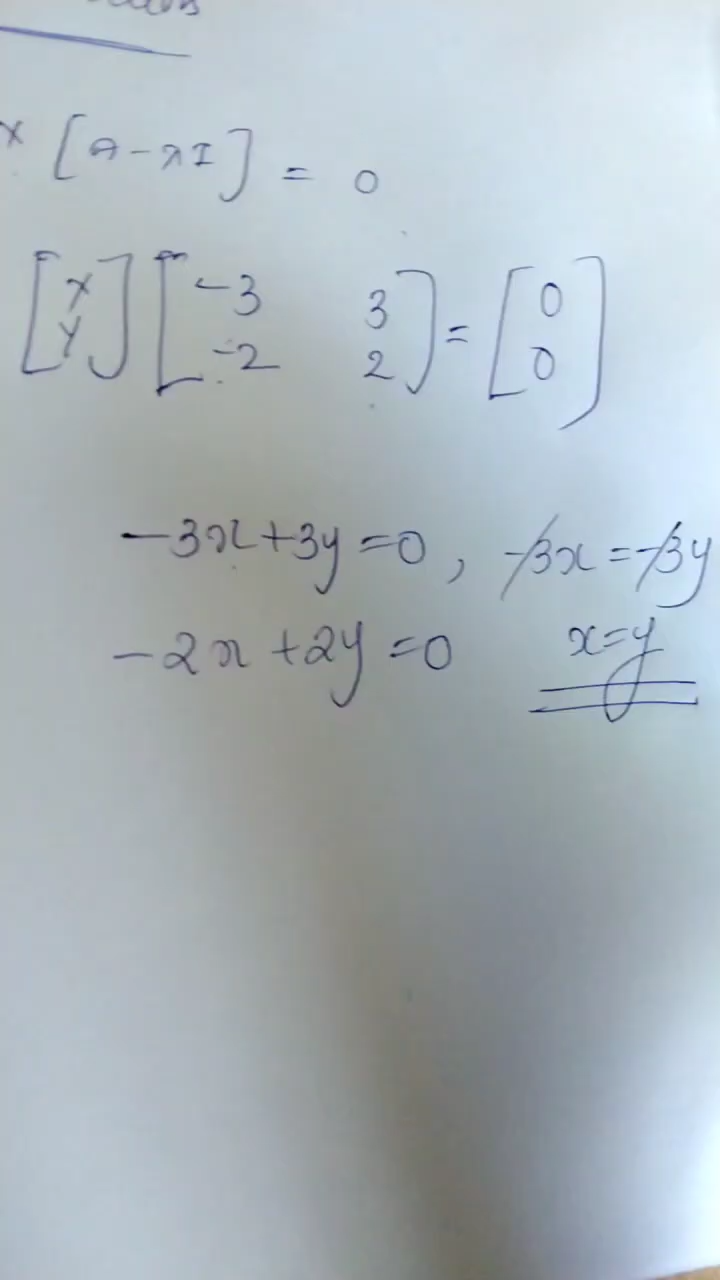 x [A-λI] = 0
[x y] [-3 3 -2 2] = [0 0]
-3x+3y=0, -3x=-3y
-2x+2y=0 x=y